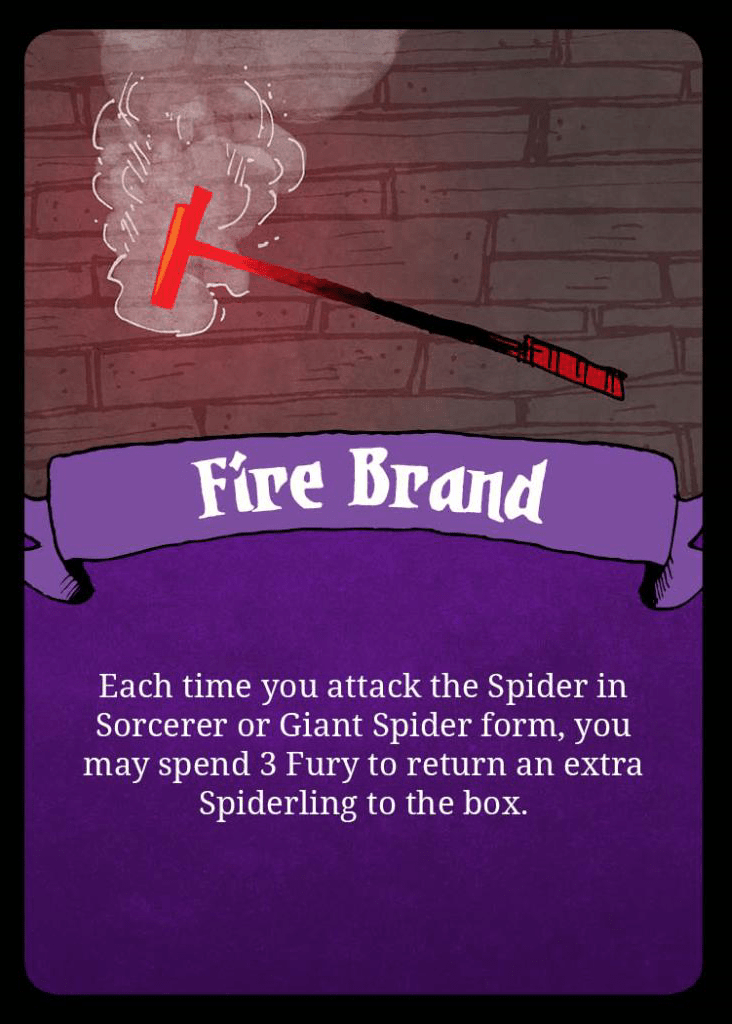 Fire Brand
Each time you attack the Spider in
Sorcerer or Giant Spider form, you
may spend 3 Fury to return an extra
Spiderling to the box.